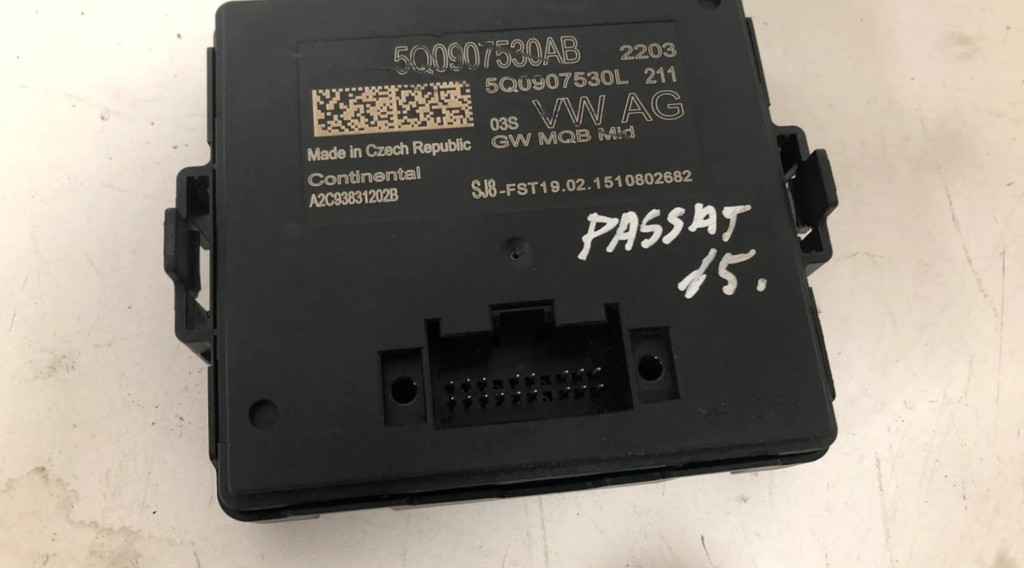 5Q0907530AB 2203
5Q0907530L 211
03S VW AG
GW MQB Mid
Made in Czech Republic
Continental
A2C93831202B
SJ8-FST19.02.1510802682
PASSAT
15.